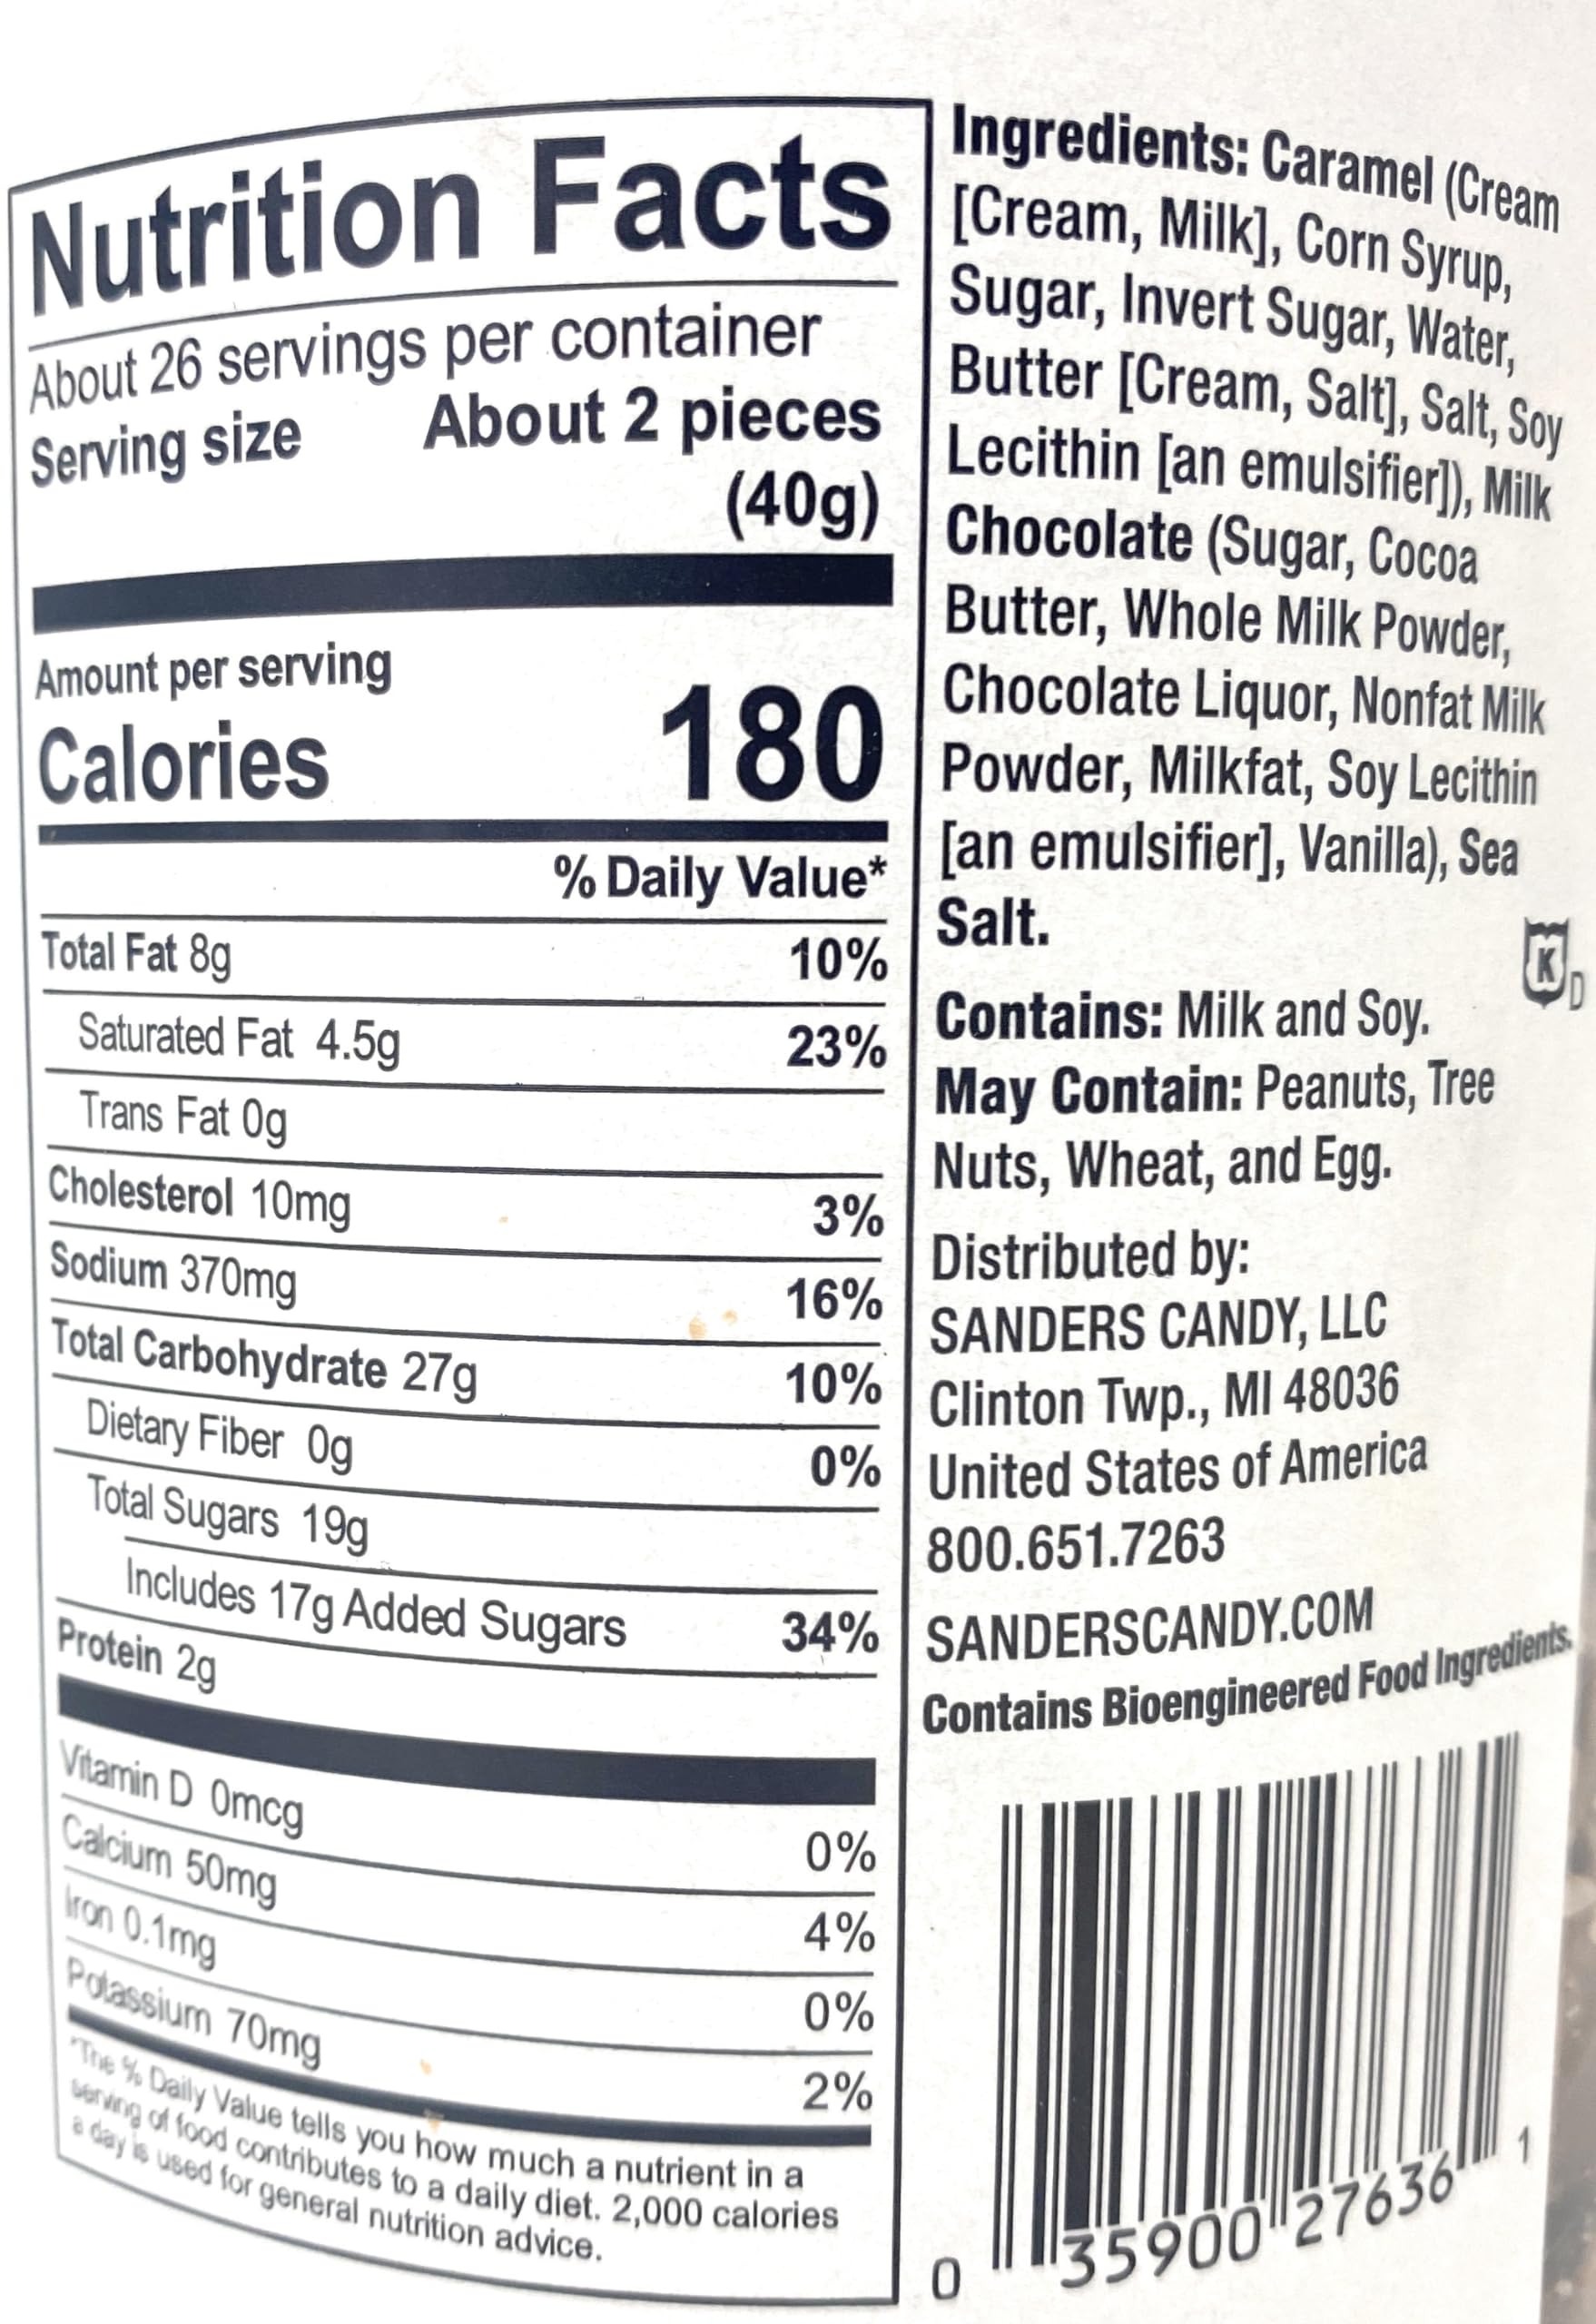 Nutrition Facts
About 26 servings per container
Serving size About 2 pieces
(40g)
Amount per serving
Calories 180
% Daily Value*
Total Fat 8g 10%
Saturated Fat 4.5g 23%
Trans Fat 0g
Cholesterol 10mg 3%
Sodium 370mg 16%
Total Carbohydrate 27g 10%
Dietary Fiber 0g 0%
Total Sugars 19g
Includes 17g Added Sugars 34%
Protein 2g
Vitamin D 0mcg 0%
Calcium 50mg 4%
Iron 0.1mg 0%
Potassium 70mg 2%
*The % Daily Value tells you how much a nutrient in a
serving of food contributes to a daily diet. 2,000 calories
a day is used for general nutrition advice.
Ingredients: Caramel (Cream
[Cream, Milk], Corn Syrup,
Sugar, Invert Sugar, Water,
Butter [Cream, Salt], Salt, Soy
Lecithin [an emulsifier]), Milk
Chocolate (Sugar, Cocoa
Butter, Whole Milk Powder,
Chocolate Liquor, Nonfat Milk
Powder, Milkfat, Soy Lecithin
[an emulsifier], Vanilla), Sea
Salt.
K D
Contains: Milk and Soy.
May Contain: Peanuts, Tree
Nuts, Wheat, and Egg.
Distributed by:
SANDERS CANDY, LLC
Clinton Twp., MI 48036
United States of America
800.651.7263
SANDERSCANDY.COM
Contains Bioengineered Food Ingredients.
0 35900 27636 1